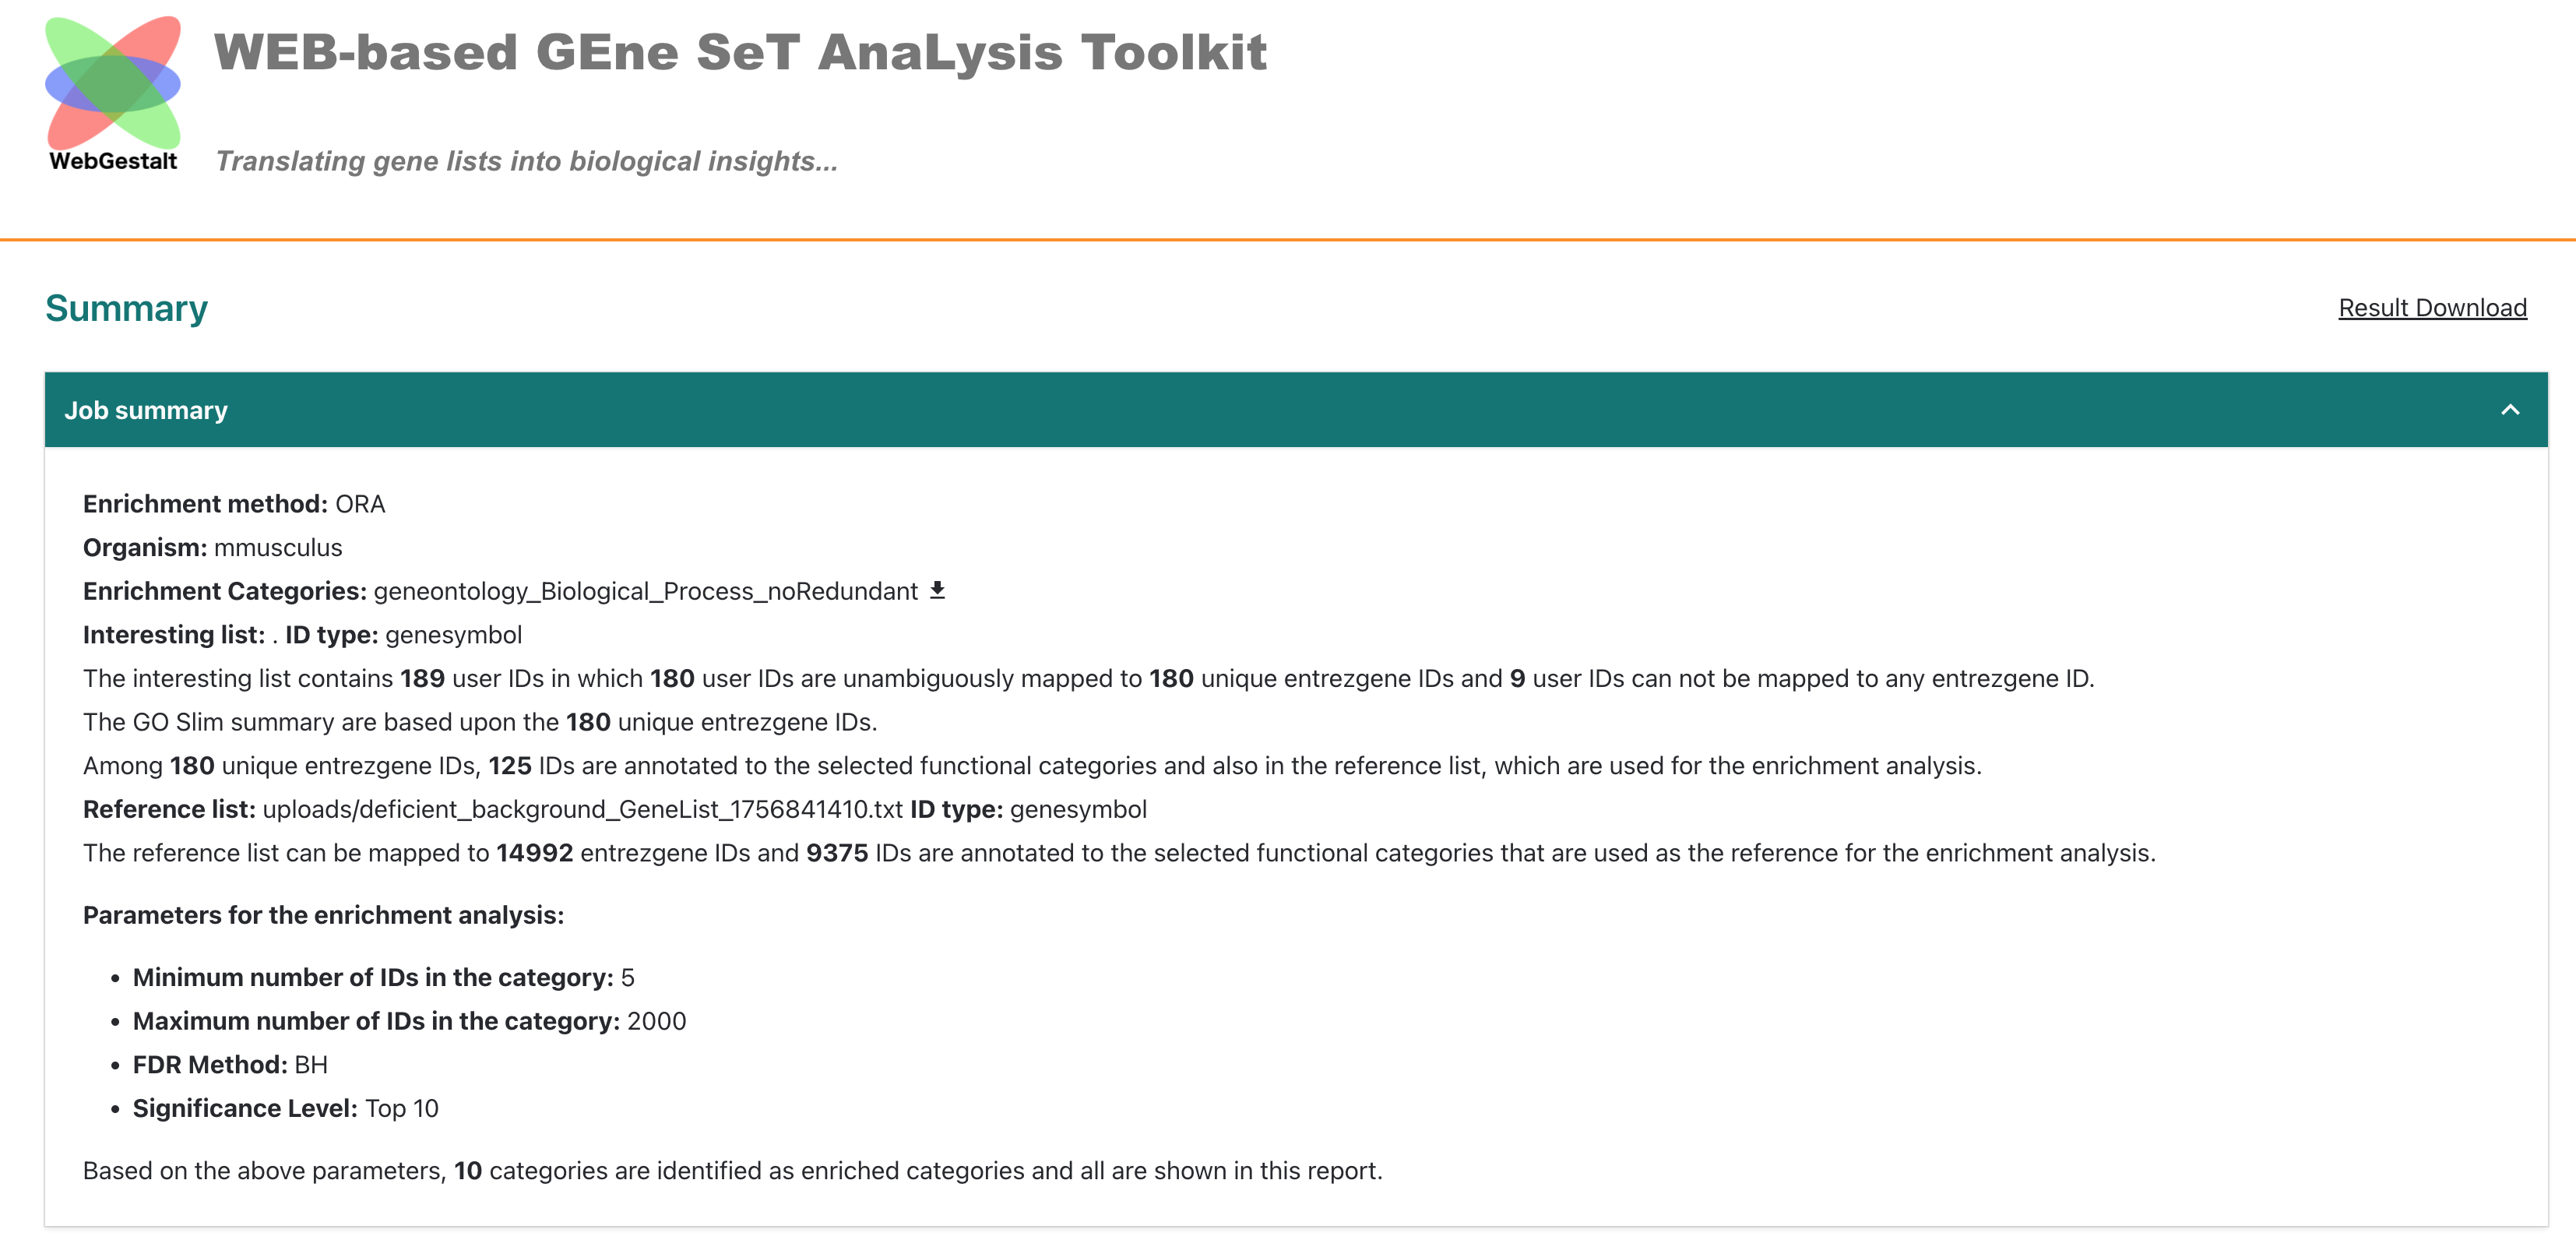 WEB-based GEne SeT AnaLysis Toolkit
WebGestalt
Translating gene lists into biological insights...
Summary
Result Download
Job summary
Enrichment method: ORA
Organism: mmusculus
Enrichment Categories: geneontology_Biological_Process_noRedundant
Interesting list: . ID type: genesymbol
The interesting list contains 189 user IDs in which 180 user IDs are unambiguously mapped to 180 unique entrezgene IDs and 9 user IDs can not be mapped to any entrezgene ID.
The GO Slim summary are based upon the 180 unique entrezgene IDs.
Among 180 unique entrezgene IDs, 125 IDs are annotated to the selected functional categories and also in the reference list, which are used for the enrichment analysis.
Reference list: uploads/deficient_background_GeneList_1756841410.txt ID type: genesymbol
The reference list can be mapped to 14992 entrezgene IDs and 9375 IDs are annotated to the selected functional categories that are used as the reference for the enrichment analysis.
Parameters for the enrichment analysis:
• Minimum number of IDs in the category: 5
• Maximum number of IDs in the category: 2000
• FDR Method: BH
• Significance Level: Top 10
Based on the above parameters, 10 categories are identified as enriched categories and all are shown in this report.